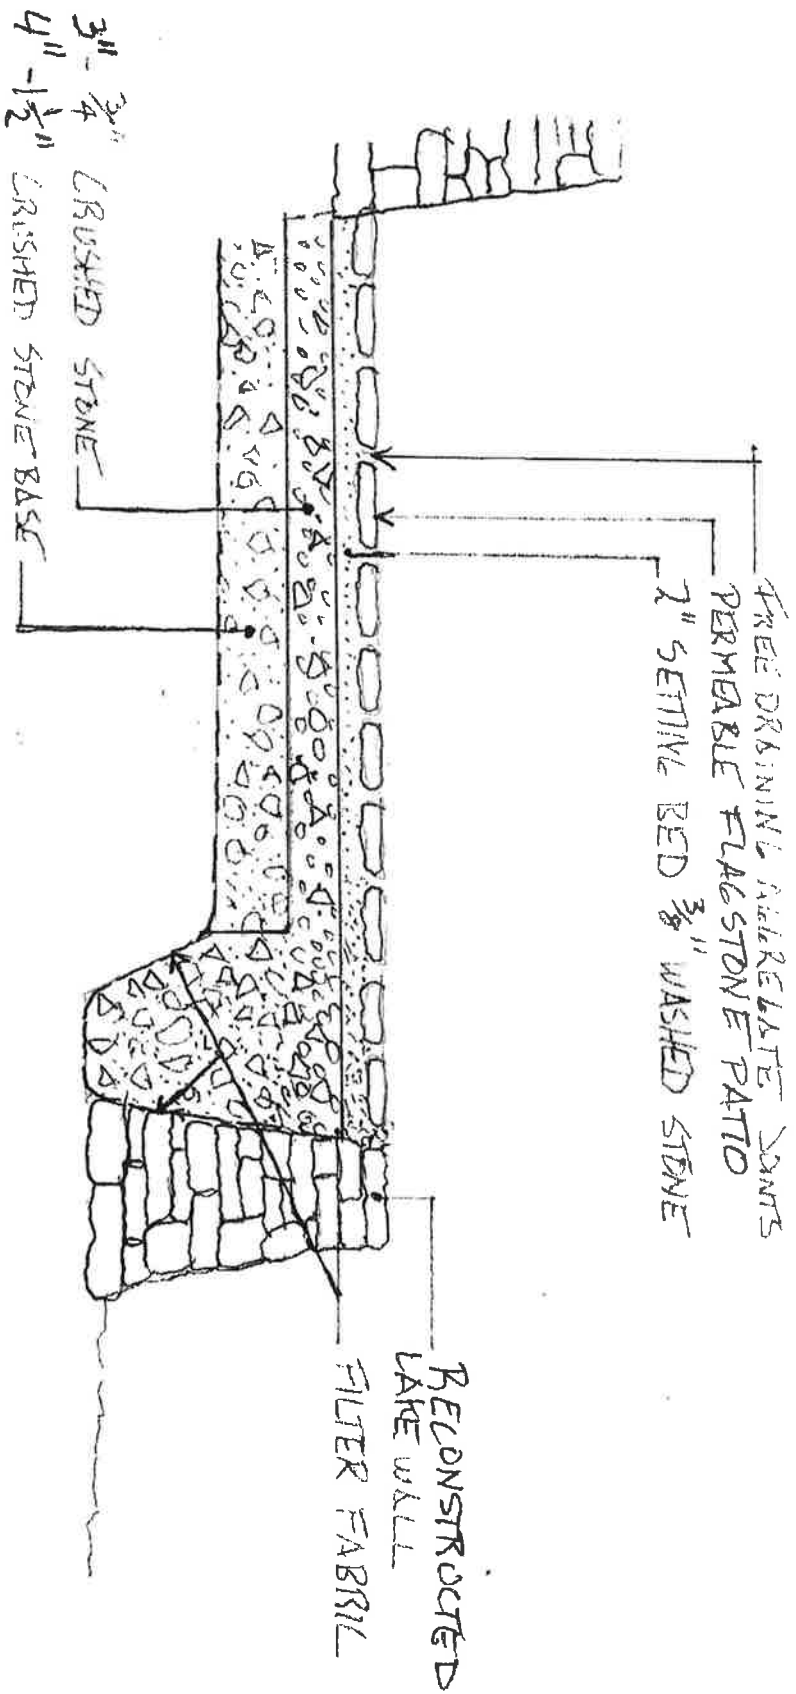 FREE DRAINING AGGREGATE JOINTS
PERMEABLE FLAGSTONE PATIO
2" SETTING BED 3/8" WASHED STONE
RECONSTRUCTED
LAKE WALL
FILTER FABRIC
3"- 3/4" CRUSHED STONE
4" -1 1/2" CRUSHED STONE BASE